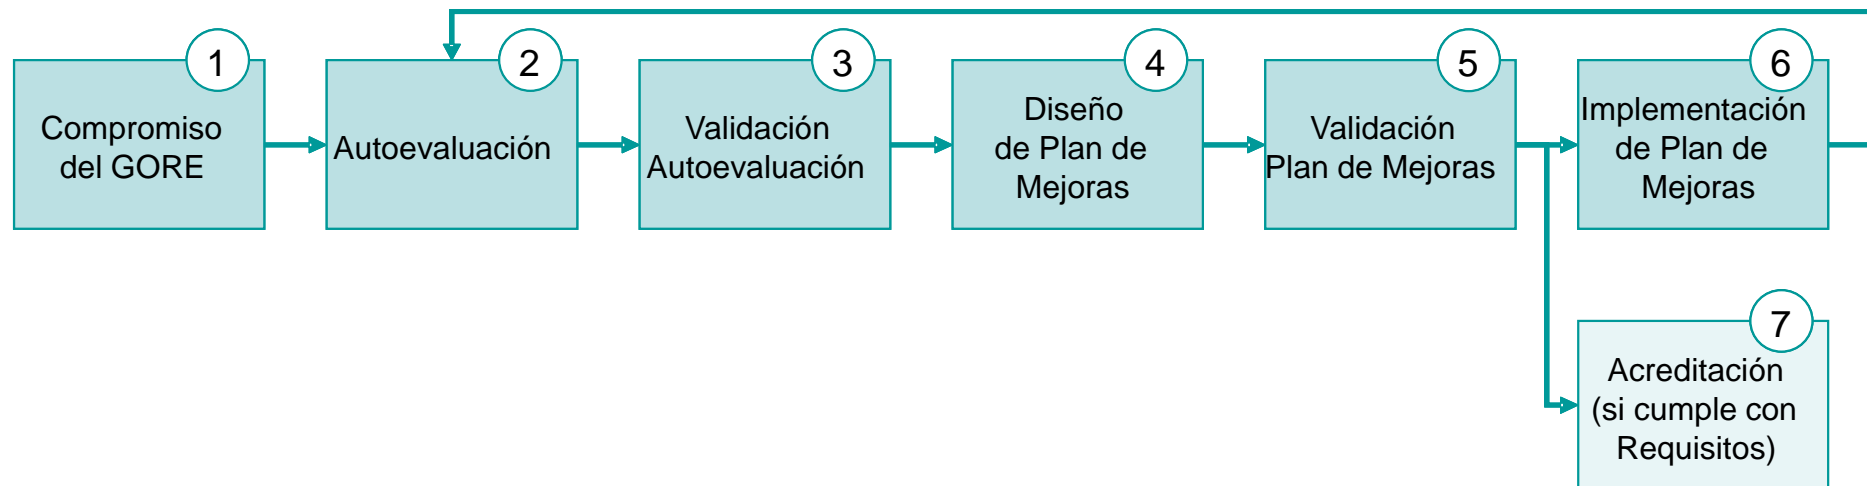 1
Compromiso
del GORE
2
Autoevaluación
3
Validación
Autoevaluación
4
Diseño
de Plan de
Mejoras
5
Validación
Plan de Mejoras
6
Implementación
de Plan de
Mejoras
7
Acreditación
(si cumple con
Requisitos)